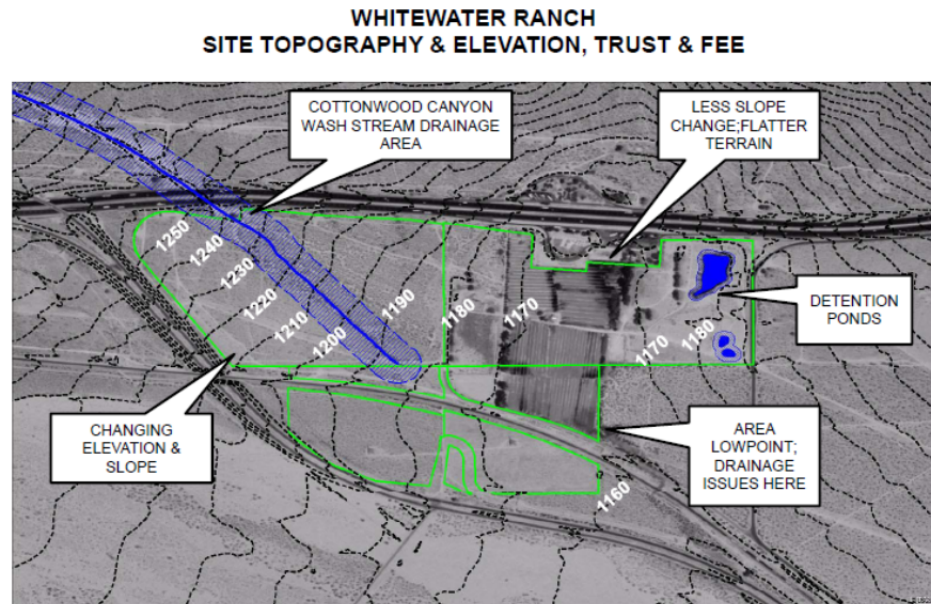 WHITEWATER RANCH
SITE TOPOGRAPHY & ELEVATION, TRUST & FEE
COTTONWOOD CANYON
WASH STREAM DRAINAGE
AREA
LESS SLOPE
CHANGE;FLATTER
TERRAIN
1250
1240
1230
1220
1210
1200
1190
1180
1170
1170
1180
DETENTION
PONDS
CHANGING
ELEVATION &
SLOPE
AREA
LOWPOINT;
DRAINAGE
ISSUES HERE
1160